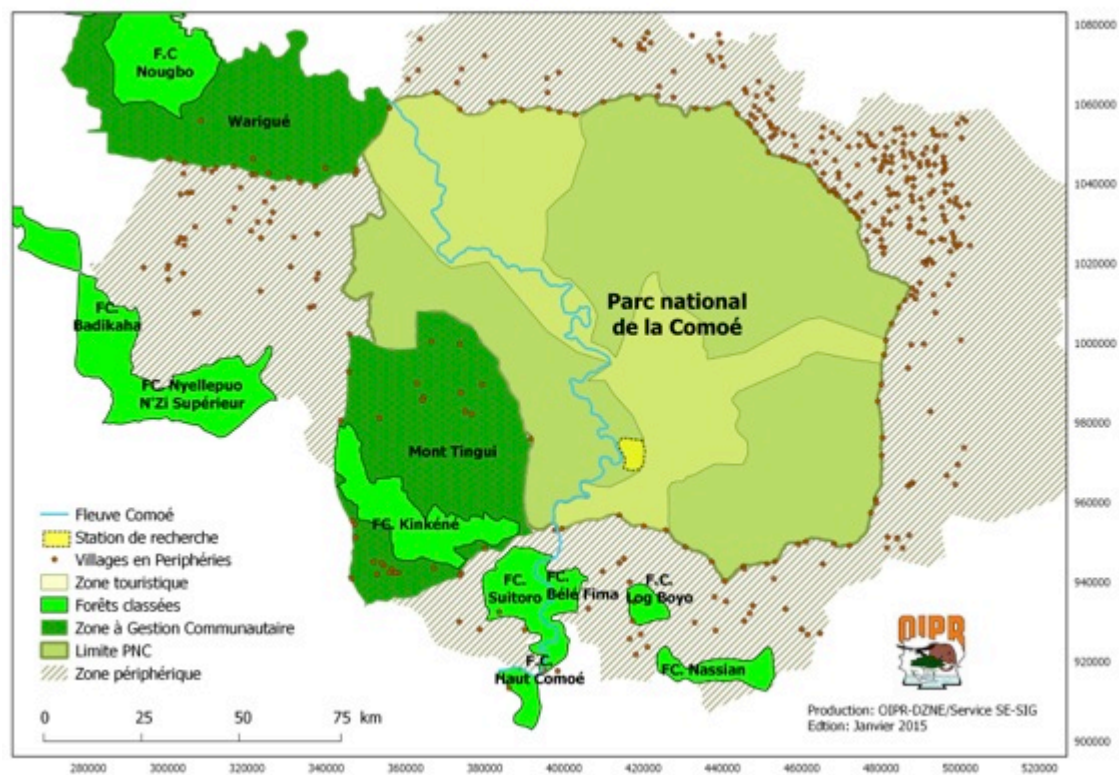 F.C
Nougbo
Warigué
FC.
Badikaha
FC. Nyellepuo
N'Zi Supérieur
Parc national
de la Comoé
Mont Tingui
FC. Kinkéné
FC.
Suitoro
FC.
Bélé Fima
F.C.
Log Boyo
F.C.
Haut Comoé
FC. Nassian
Fleuve Comoé
Station de recherche
Villages en Periphéries
Zone touristique
Forêts classées
Zone à Gestion Communautaire
Limite PNC
Zone périphérique
0 25 50 75 km
OIPR
Production: OIPR-DZNE/Service SE-SIG
Edtion: Janvier 2015
1080000
1060000
1040000
1020000
1000000
980000
960000
940000
920000
900000
280000 300000 320000 340000 360000 380000 400000 420000 440000 460000 480000 500000 520000